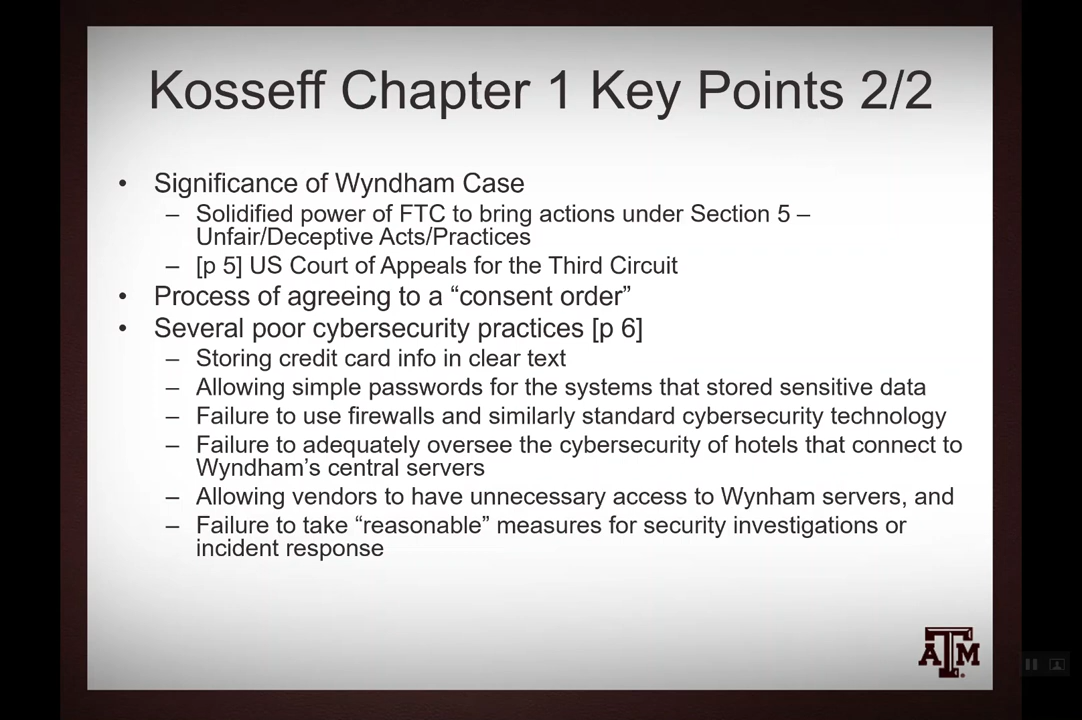 Kosseff Chapter 1 Key Points 2/2
• Significance of Wyndham Case
– Solidified power of FTC to bring actions under Section 5 –
Unfair/Deceptive Acts/Practices
– [p 5] US Court of Appeals for the Third Circuit
• Process of agreeing to a “consent order”
• Several poor cybersecurity practices [p 6]
– Storing credit card info in clear text
– Allowing simple passwords for the systems that stored sensitive data
– Failure to use firewalls and similarly standard cybersecurity technology
– Failure to adequately oversee the cybersecurity of hotels that connect to
Wyndham’s central servers
– Allowing vendors to have unnecessary access to Wynham servers, and
– Failure to take “reasonable” measures for security investigations or
incident response
ATM